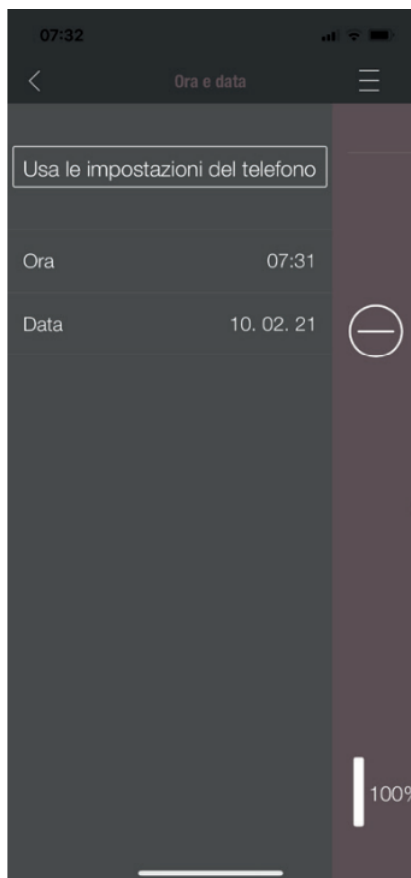 07:32
Ora e data
Usa le impostazioni del telefono
Ora 07:31
Data 10. 02. 21
100%